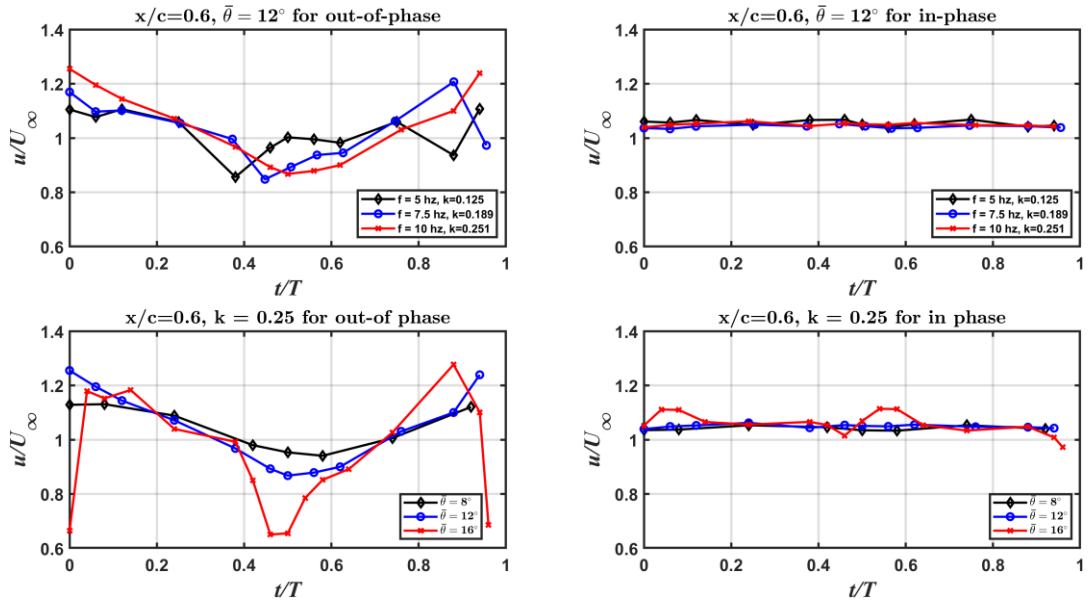 x/c=0.6, θ̄ = 12° for out-of-phase
1.4
1.2
1
0.8
0.6
u/U∞
f = 5 hz, k=0.125
f = 7.5 hz, k=0.189
f = 10 hz, k=0.251
0 0.2 0.4 0.6 0.8 1
t/T
x/c=0.6, θ̄ = 12° for in-phase
1.4
1.2
1
0.8
0.6
u/U∞
f = 5 hz, k=0.125
f = 7.5 hz, k=0.189
f = 10 hz, k=0.251
0 0.2 0.4 0.6 0.8 1
t/T
x/c=0.6, k = 0.25 for out-of phase
1.4
1.2
1
0.8
0.6
u/U∞
θ̄ = 8°
θ̄ = 12°
θ̄ = 16°
0 0.2 0.4 0.6 0.8 1
t/T
x/c=0.6, k = 0.25 for in phase
1.4
1.2
1
0.8
0.6
u/U∞
θ̄ = 8°
θ̄ = 12°
θ̄ = 16°
0 0.2 0.4 0.6 0.8 1
t/T